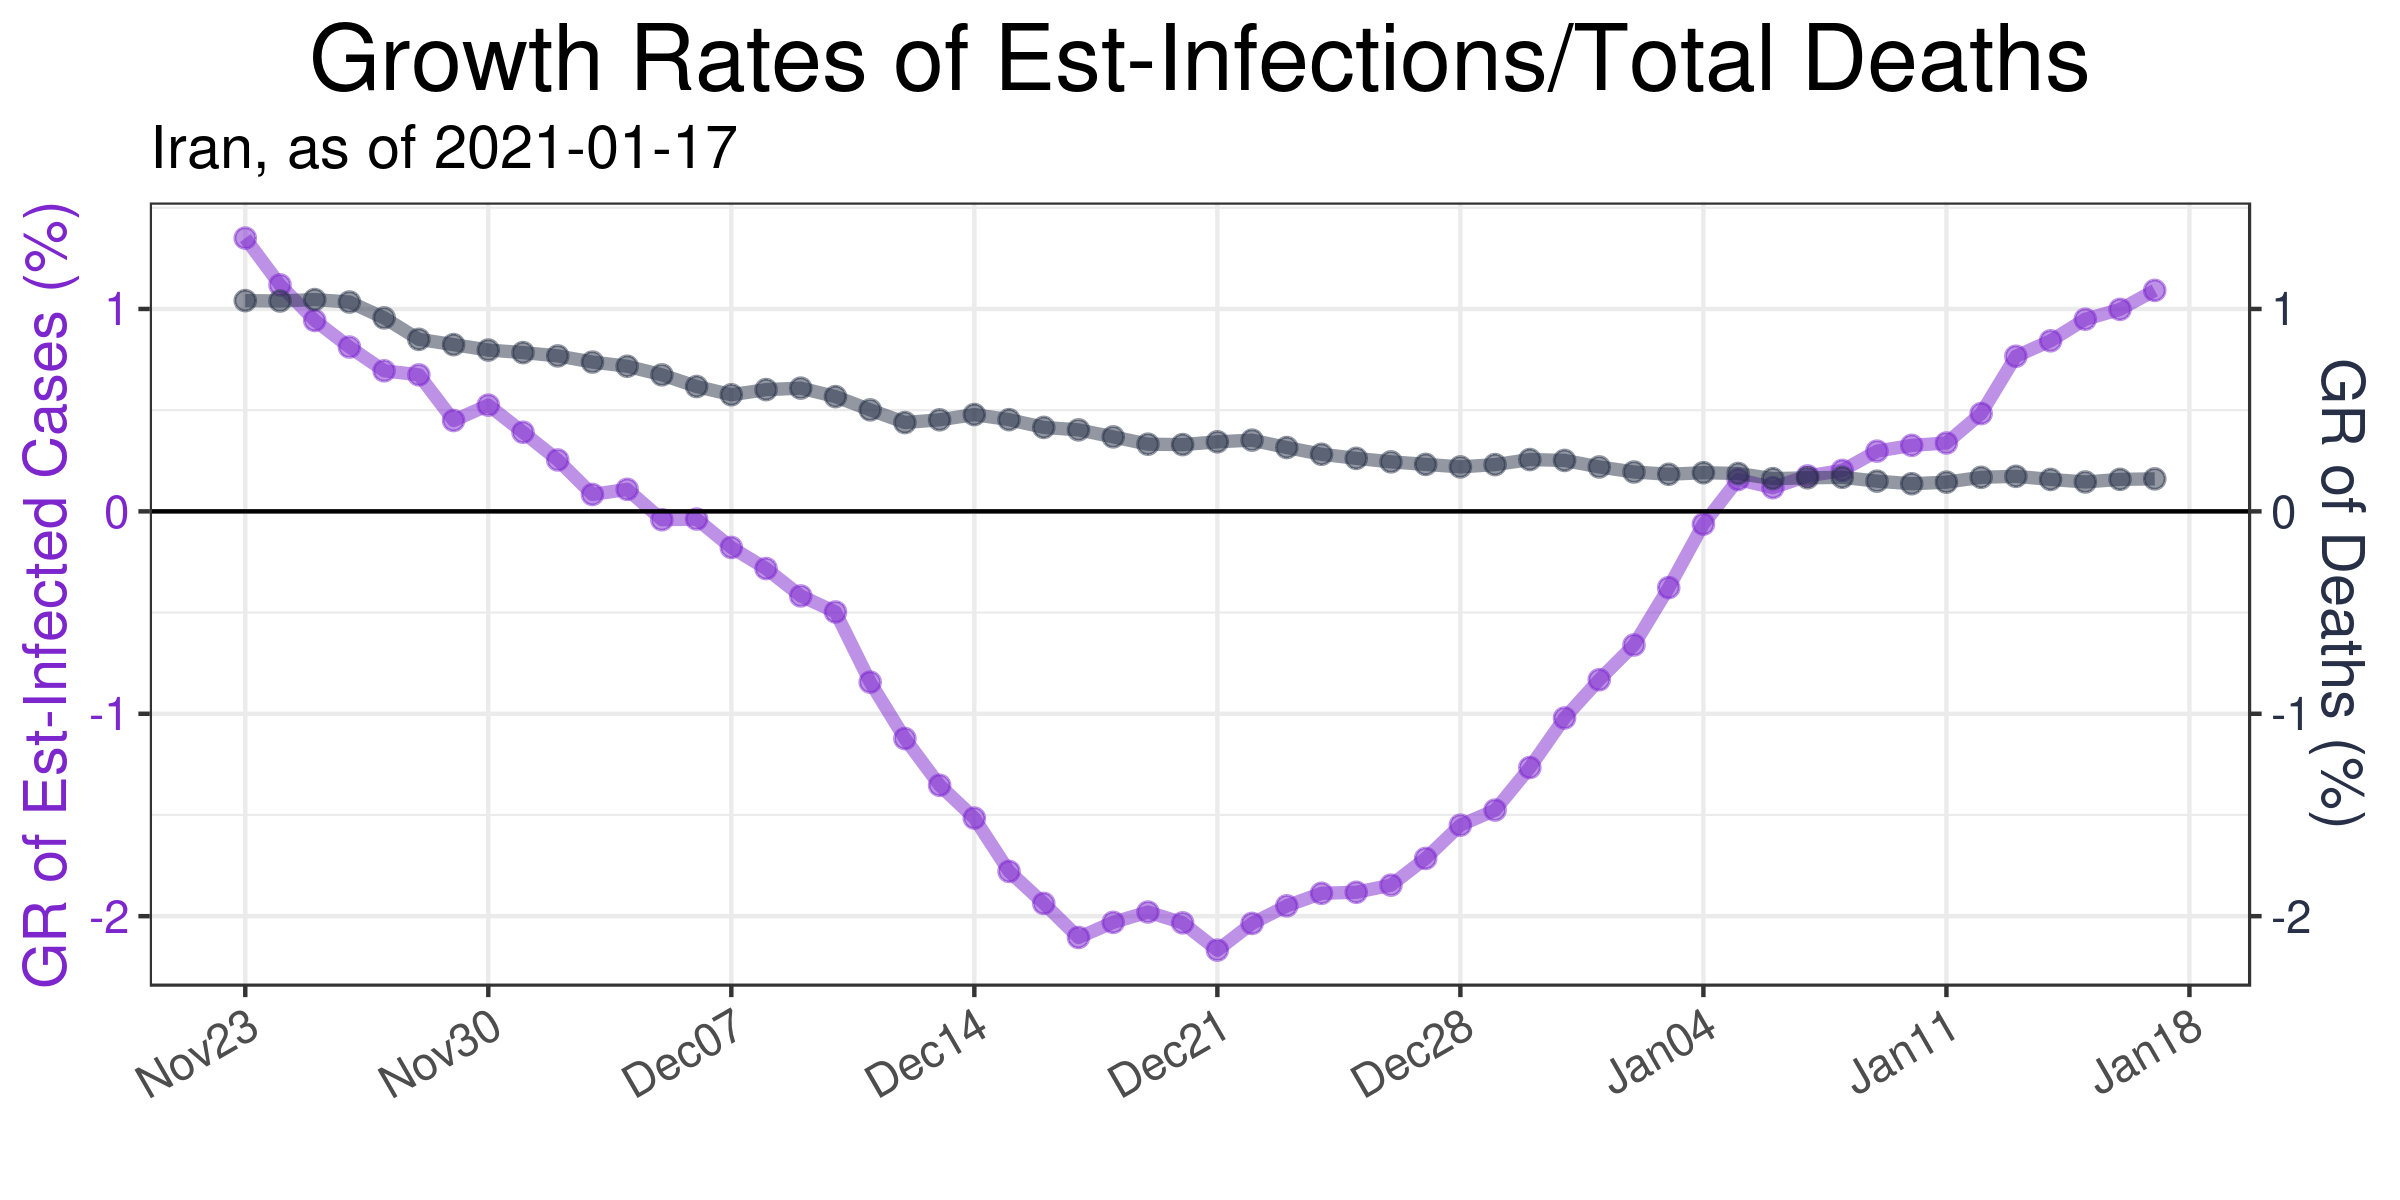 Growth Rates of Est-Infections/Total Deaths
Iran, as of 2021-01-17
GR of Est-Infected Cases (%)
1
0
-1
-2
1
0
-1
-2
GR of Deaths (%)
Nov23
Nov30
Dec07
Dec14
Dec21
Dec28
Jan04
Jan11
Jan18